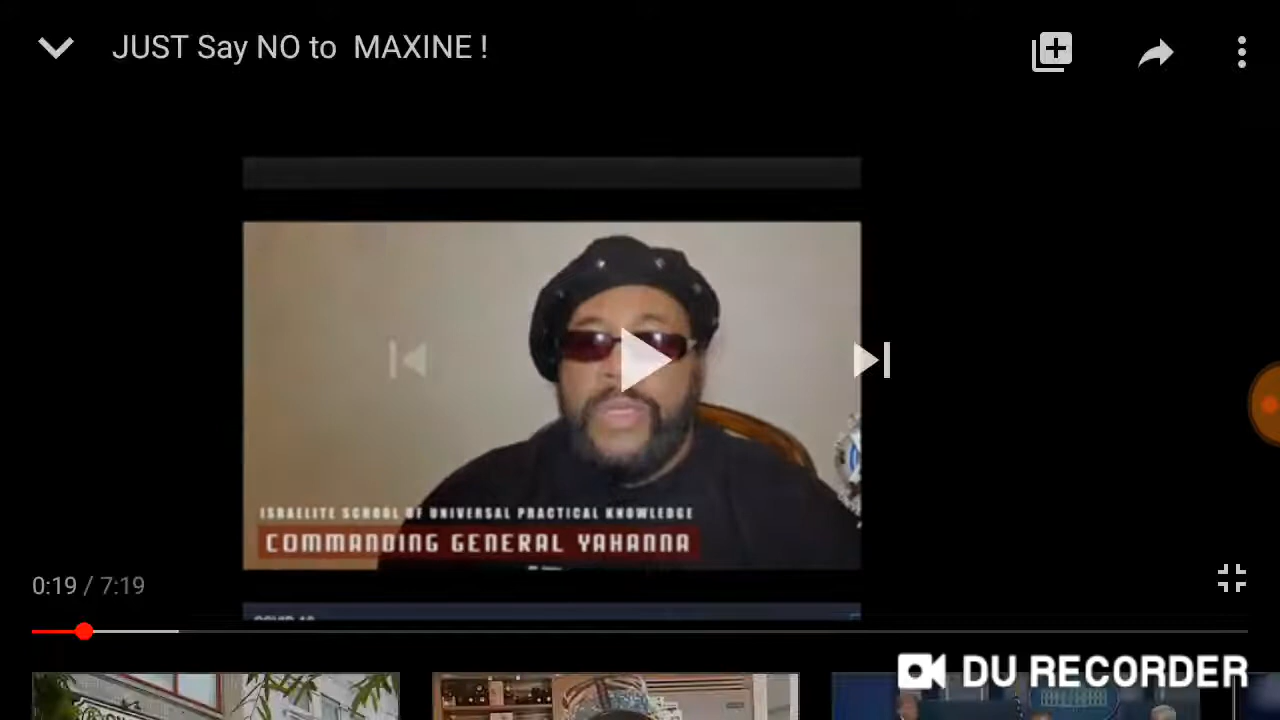 JUST Say NO to  MAXINE !
ISRAELITE SCHOOL OF UNIVERSAL PRACTICAL KNOWLEDGE
COMMANDING GENERAL YAHANNA
0:19 / 7:19
DU RECORDER